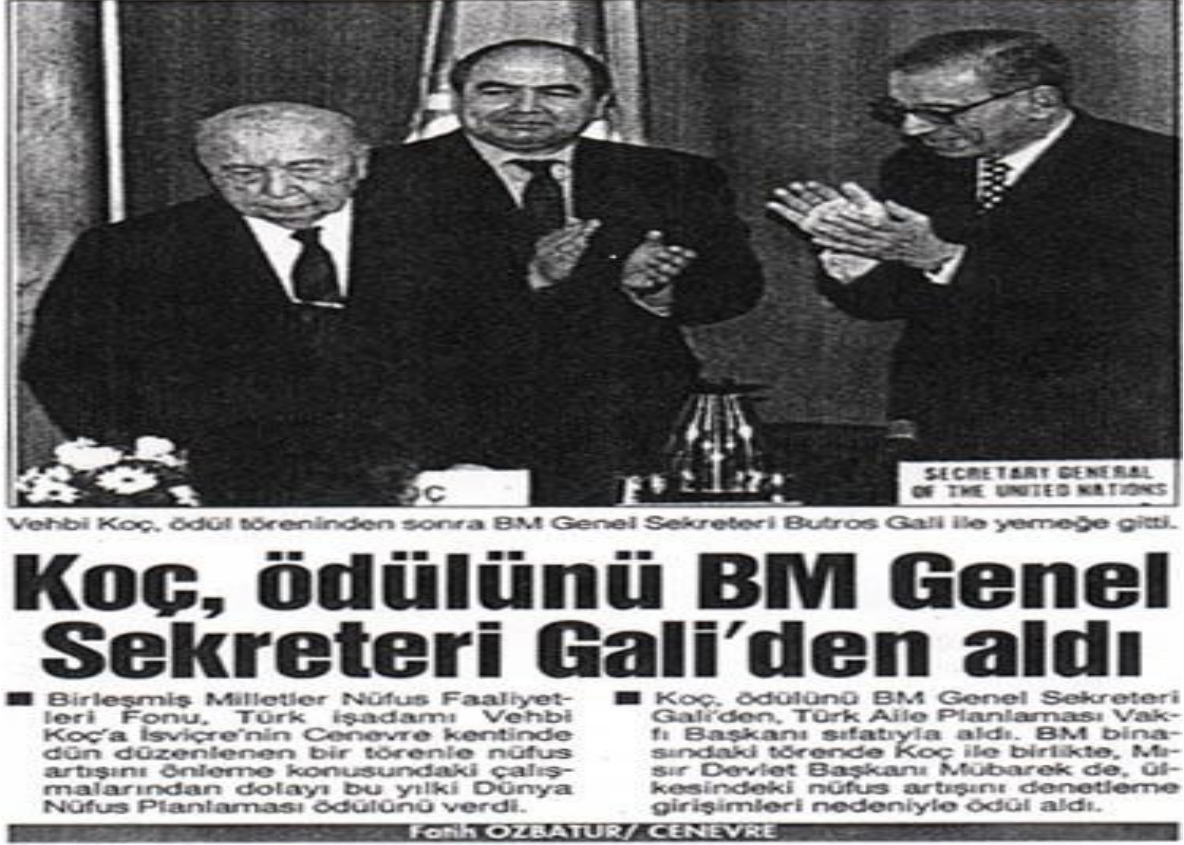 OÇ
SECRETARY GENERAL
OF THE UNITED NATIONS
Vehbi Koç, ödül töreninden sonra BM Genel Sekreteri Butros Gali ile yemeğe gitti.
Koç, ödülünü BM Genel
Sekreteri Gali'den aldı
■ Birleşmiş Milletler Nüfus Faaliyet-
leri Fonu, Türk işadamı Vehbi
Koç'a İsviçre'nin Cenevre kentinde
dün düzenlenen bir törenle nüfus
artışını önleme konusundaki çalış-
malarından dolayı bu yılki Dünya
Nüfus Planlaması ödülünü verdi.
■ Koç, ödülünü BM Genel Sekreteri
Gali'den, Türk Aile Planlaması Vak-
fı Başkanı sıfatıyla aldı. BM bina-
sındaki törende Koç ile birlikte, Mı-
sır Devlet Başkanı Mübarek de, ül-
kesindeki nüfus artışını denetleme
girişimleri nedeniyle ödül aldı.
Fatih ÖZBATUR/ CENEVRE